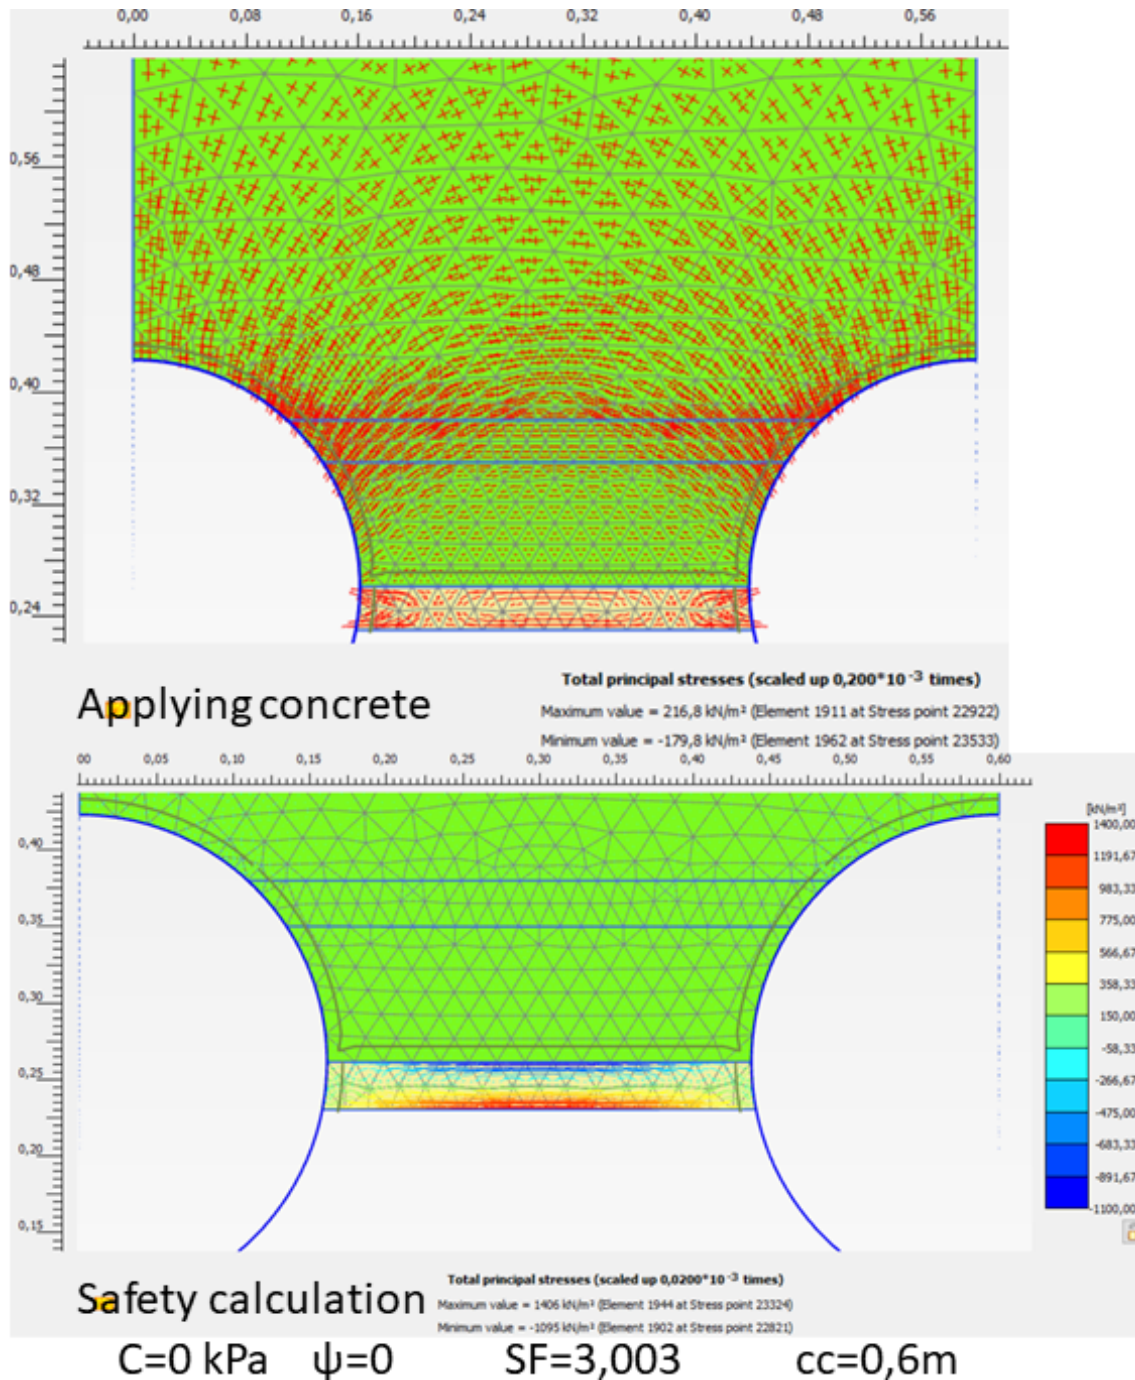 0,00 0,08 0,16 0,24 0,32 0,40 0,48 0,56
0,56
0,48
0,40
0,32
0,24
Total principal stresses (scaled up 0,200*10⁻³ times)
Applying concrete
Maximum value = 216,8 kN/m² (Element 1911 at Stress point 22922)
Minimum value = -179,8 kN/m² (Element 1962 at Stress point 23533)
00 0,05 0,10 0,15 0,20 0,25 0,30 0,35 0,40 0,45 0,50 0,55 0,60
[kN/m²]
1400,00
1191,67
983,33
775,00
566,67
358,33
150,00
-58,33
-266,67
-475,00
-683,33
-891,67
-1100,00
0,40
0,35
0,30
0,25
0,20
0,15
Total principal stresses (scaled up 0,0200*10⁻³ times)
Safety calculation
Maximum value = 1406 kN/m² (Element 1944 at Stress point 23324)
Minimum value = -1095 kN/m² (Element 1902 at Stress point 22821)
C=0 kPa ψ=0 SF=3,003 cc=0,6m